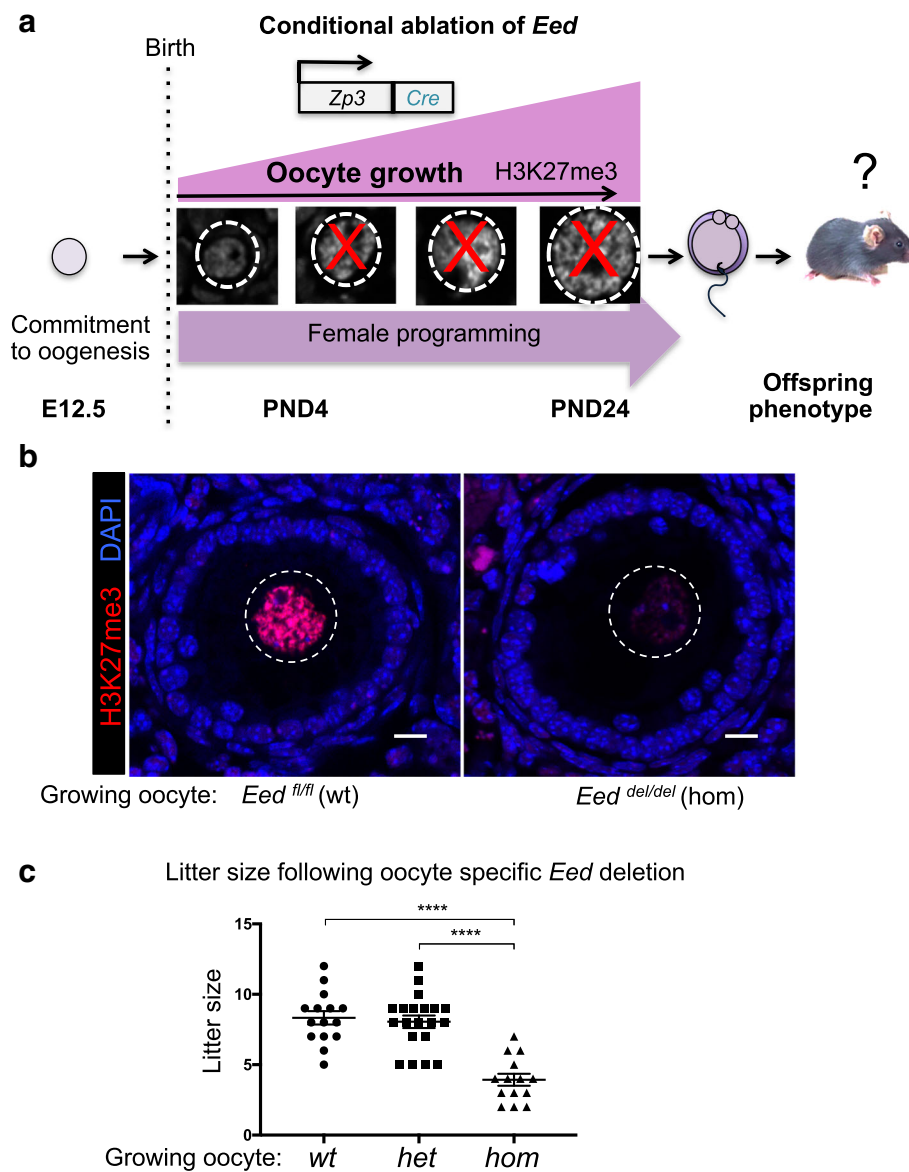 a
Conditional ablation of Eed
Birth
Zp3 Cre
Oocyte growth H3K27me3
?
X X X
Commitment
to oogenesis
Female programming
E12.5 PND4 PND24
Offspring
phenotype
b
H3K27me3 DAPI
Growing oocyte: Eed fl/fl (wt) Eed del/del (hom)
c
Litter size following oocyte specific Eed deletion
****
****
15
10
5
0
Litter size
Growing oocyte: wt het hom